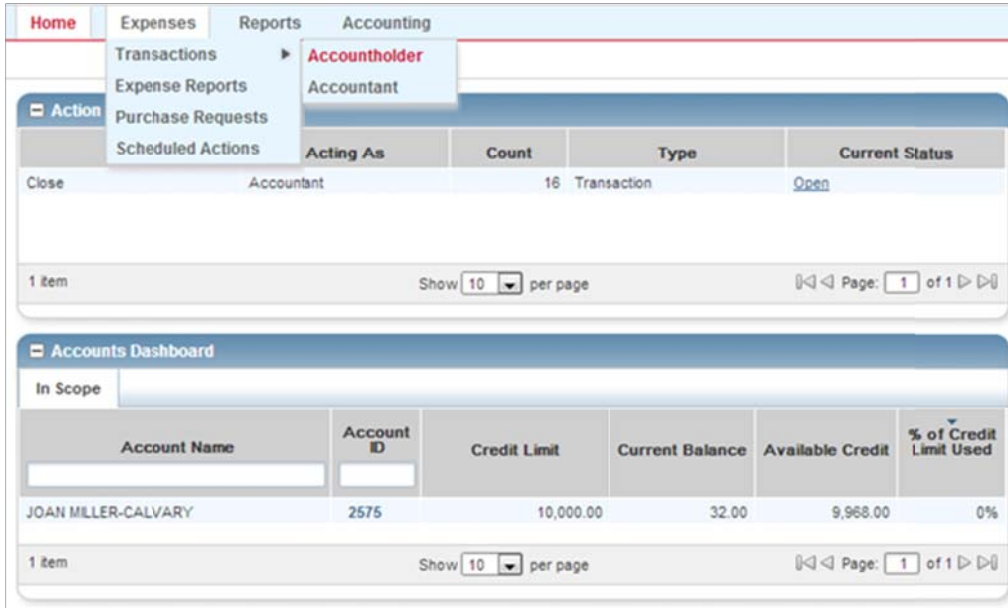 Home Expenses Reports Accounting
Transactions Accountholder
Expense Reports Accountant
Action
Purchase Requests
Scheduled Actions Acting As Count Type Current Status
Close Accountant 16 Transaction Open
1 item Show 10 per page Page: 1 of 1
Accounts Dashboard
In Scope
Account Name Account ID Credit Limit Current Balance Available Credit % of Credit Limit Used
JOAN MILLER-CALVARY 2575 10,000.00 32.00 9,968.00 0%
1 item Show 10 per page Page: 1 of 1